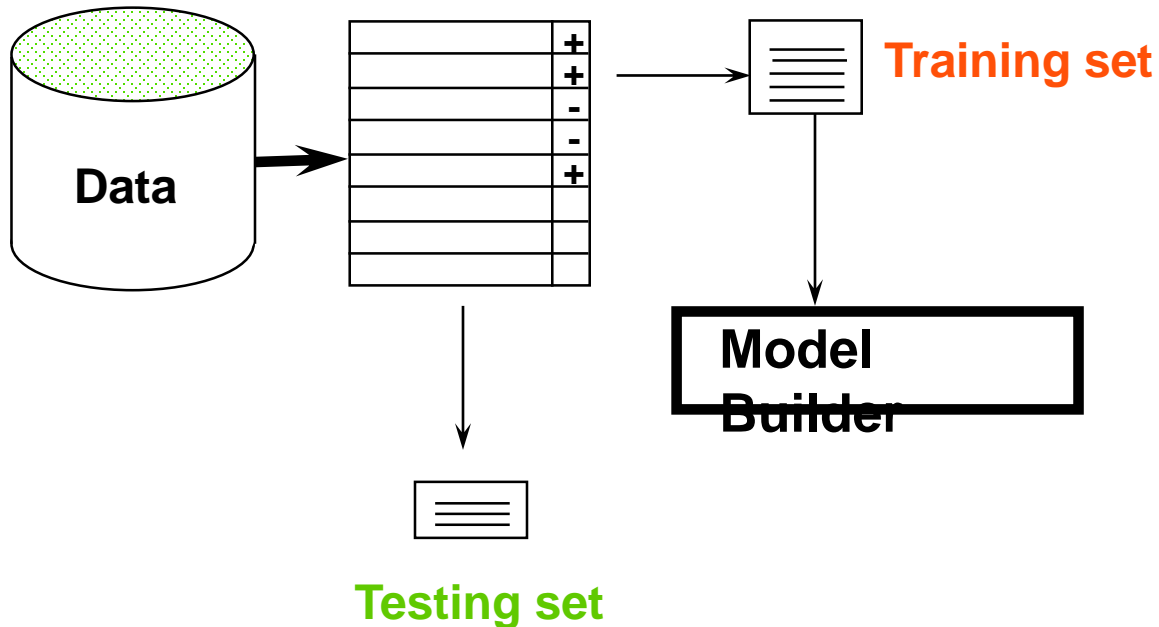 +
Training set
+
-
-
Data
+
Model
Builder
Testing set